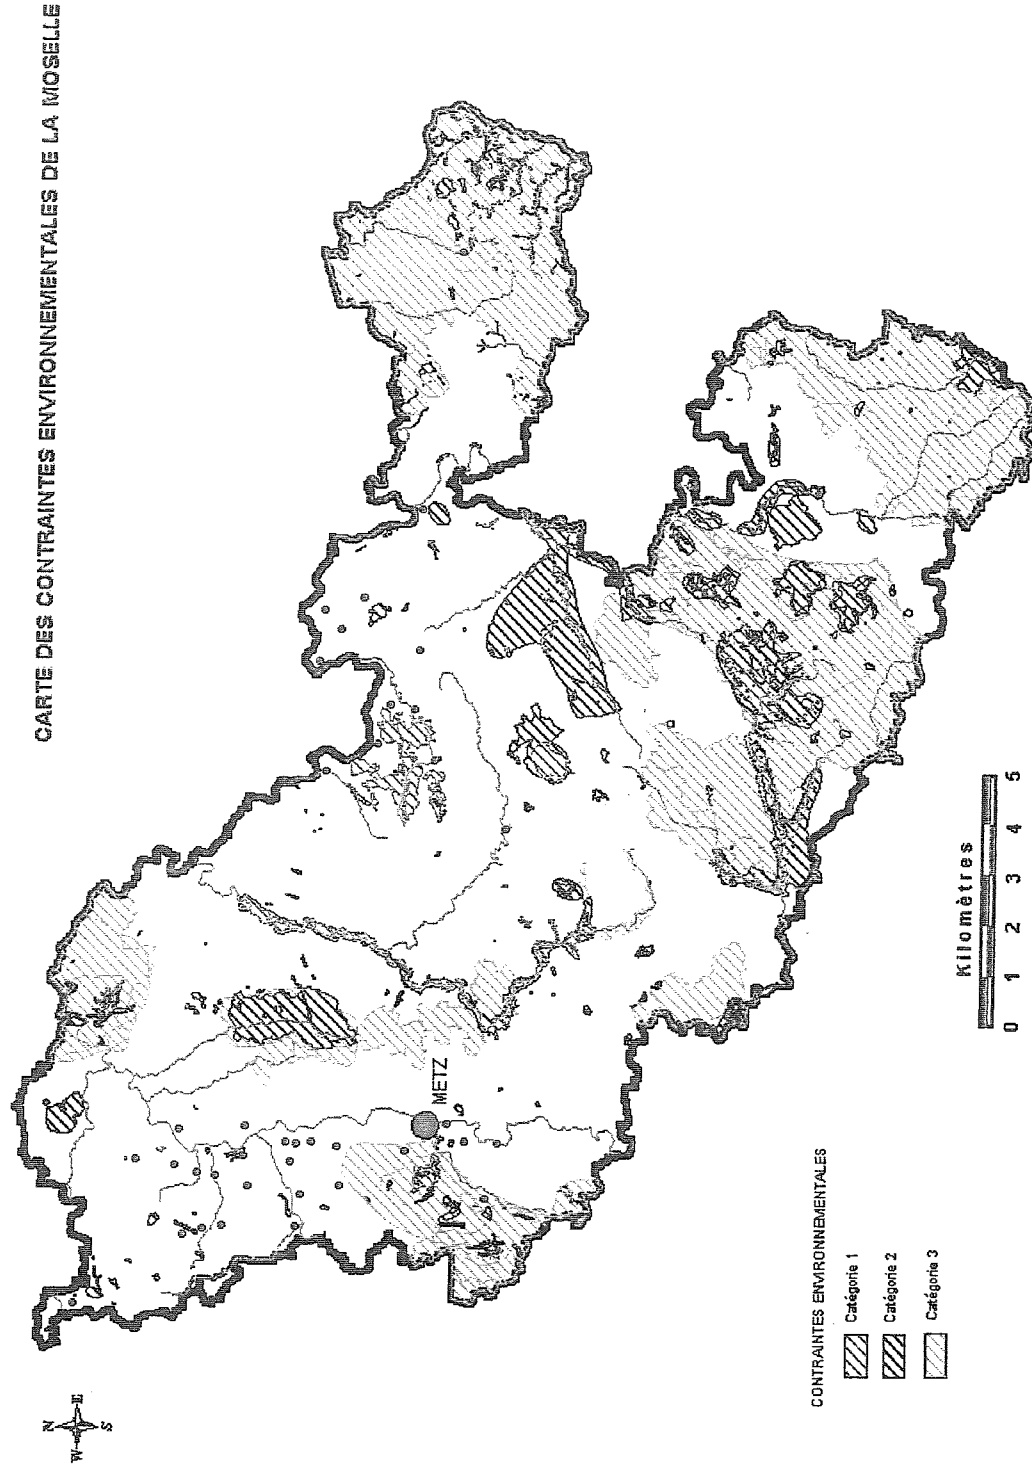 CARTE DES CONTRAINTES ENVIRONNEMENTALES DE LA MOSELLE
N
W
E
S
METZ
CONTRAINTES ENVIRONNEMENTALES
Catégorie 1
Catégorie 2
Catégorie 3
Kilomètres
0 1 2 3 4 5